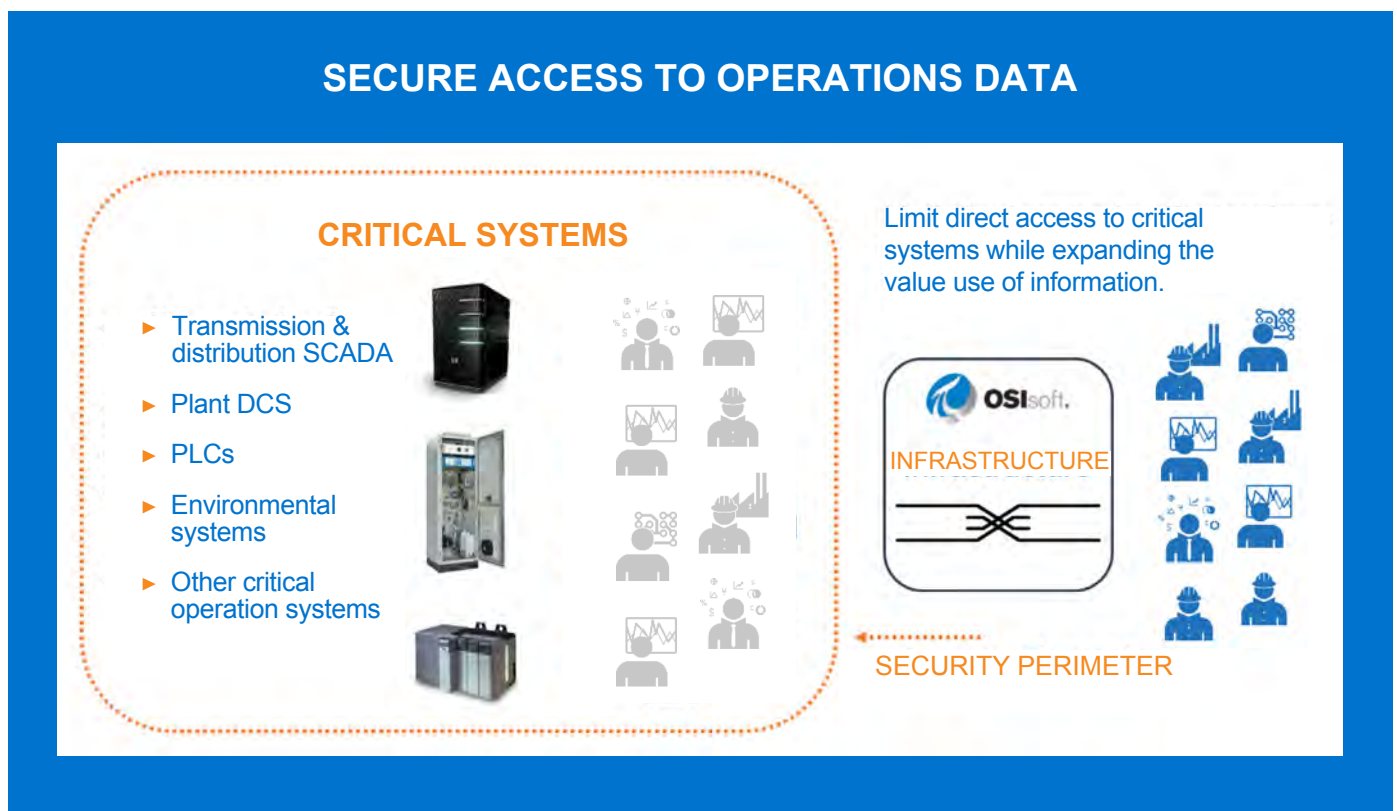 SECURE ACCESS TO OPERATIONS DATA
CRITICAL SYSTEMS
► Transmission &
distribution SCADA
► Plant DCS
► PLCs
► Environmental
systems
► Other critical
operation systems
Limit direct access to critical
systems while expanding the
value use of information.
OSIsoft.
INFRASTRUCTURE
SECURITY PERIMETER